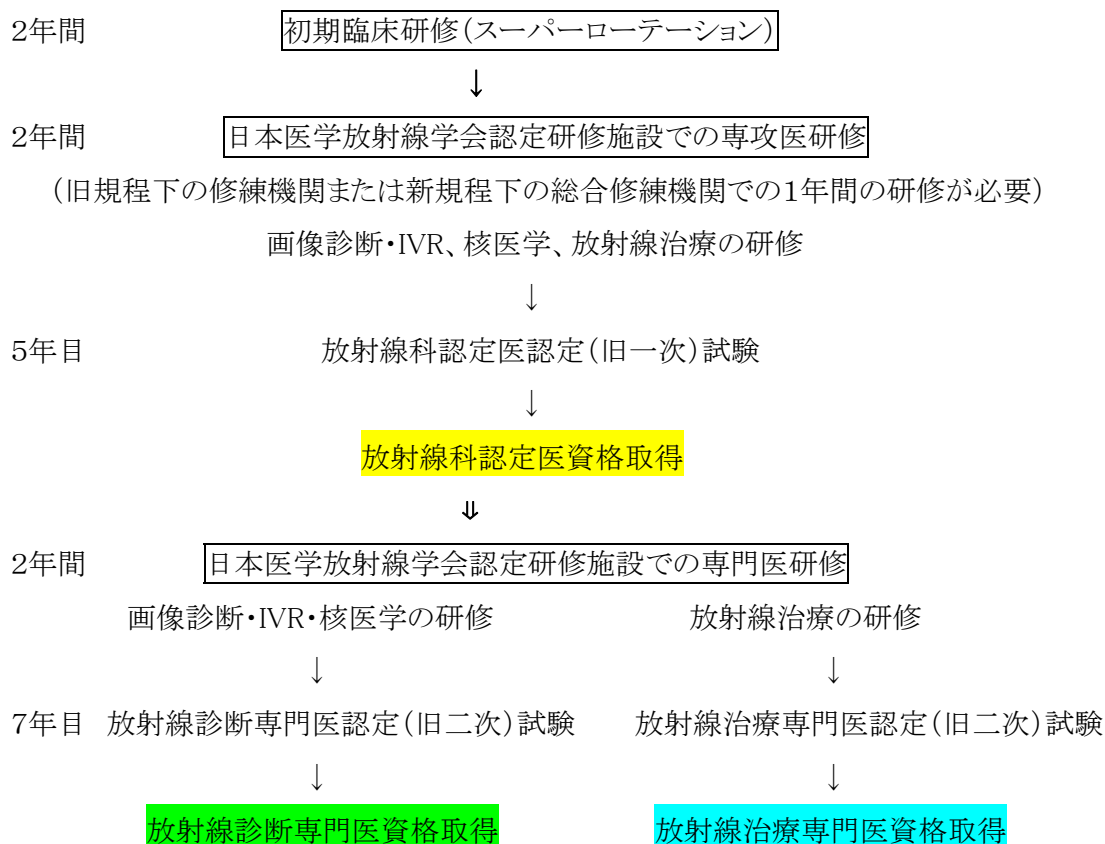 2年間 初期臨床研修(スーパーローテーション)
↓
2年間 日本医学放射線学会認定研修施設での専攻医研修
(旧規程下の修練機関または新規程下の総合修練機関での1年間の研修が必要)
画像診断・IVR、核医学、放射線治療の研修
↓
5年目 放射線科認定医認定(旧一次)試験
↓
放射線科認定医資格取得
⇓
2年間 日本医学放射線学会認定研修施設での専門医研修
画像診断・IVR・核医学の研修 放射線治療の研修
↓ ↓
7年目 放射線診断専門医認定(旧二次)試験 放射線治療専門医認定(旧二次)試験
↓ ↓
放射線診断専門医資格取得 放射線治療専門医資格取得